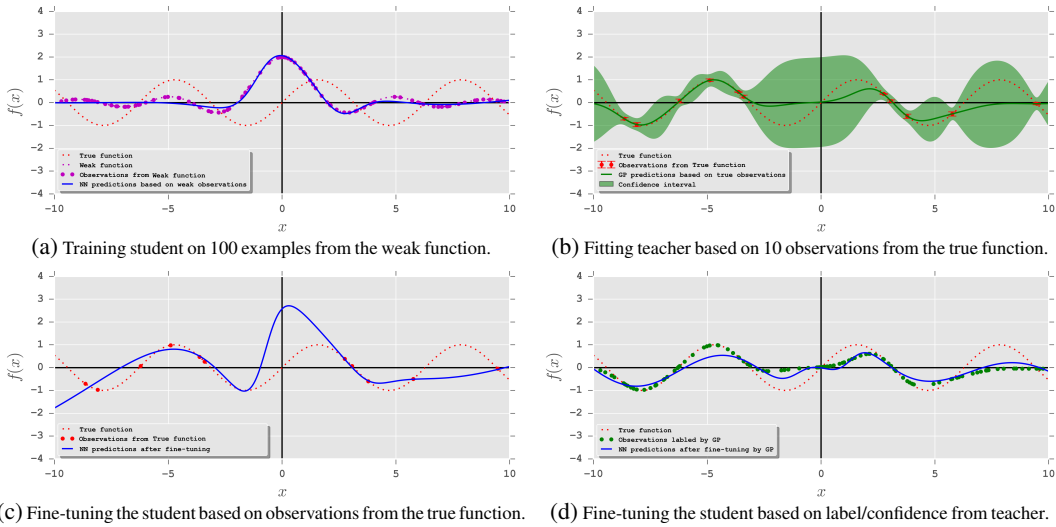 4
3
2
1
0
−1
−2
−3
−4
f(x)
True function
Weak function
Observations from Weak function
NN predictions based on weak observations
−10
−5
0
5
10
x
(a) Training student on 100 examples from the weak function.
4
3
2
1
0
−1
−2
−3
−4
f(x)
True function
Observations from True function
GP predictions based on true observations
Confidence interval
−10
−5
0
5
10
x
(b) Fitting teacher based on 10 observations from the true function.
4
3
2
1
0
−1
−2
−3
−4
f(x)
True function
Observations from True function
NN predictions after fine-tuning
−10
−5
0
5
10
x
(c) Fine-tuning the student based on observations from the true function.
4
3
2
1
0
−1
−2
−3
−4
f(x)
True function
Observations labled by GP
NN predictions after fine-tuning by GP
−10
−5
0
5
10
x
(d) Fine-tuning the student based on label/confidence from teacher.